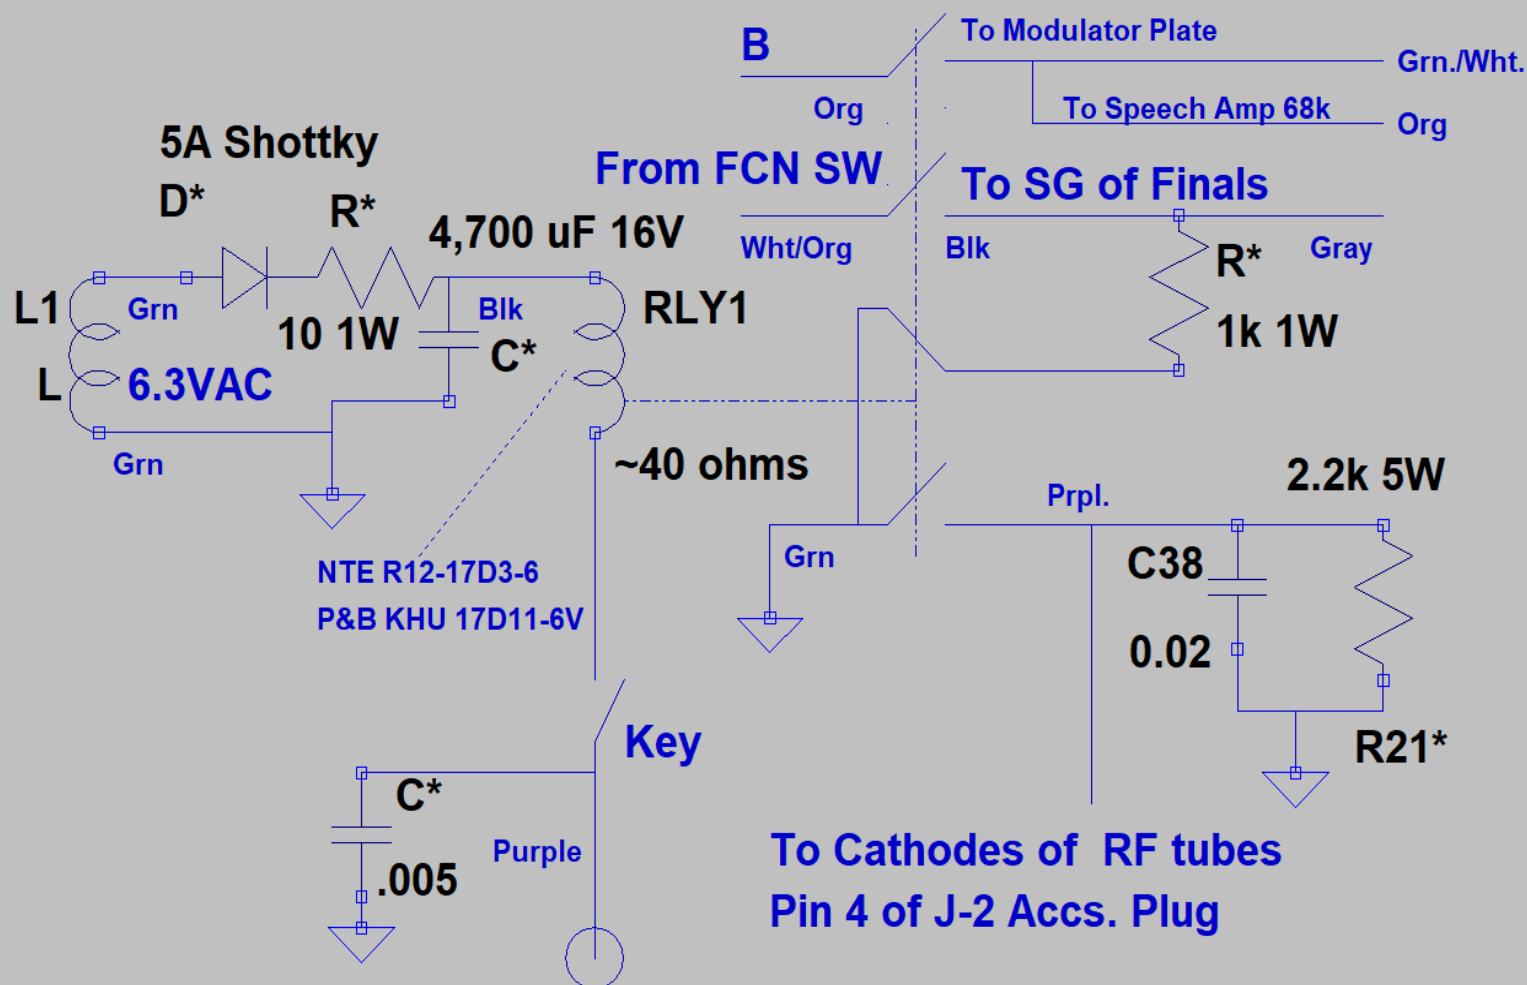 B
To Modulator Plate
Grn./Wht.
Org
To Speech Amp 68k
Org
5A Shottky
D*
R*
From FCN SW
To SG of Finals
4,700 uF 16V
Wht/Org
Blk
Gray
R*
1k 1W
L1
Grn
10 1W
Blk
C*
RLY1
L
6.3VAC
Grn
~40 ohms
2.2k 5W
Prpl.
Grn
C38
0.02
NTE R12-17D3-6
P&B KHU 17D11-6V
Key
R21*
C*
.005
Purple
To Cathodes of RF tubes
Pin 4 of J-2 Accs. Plug